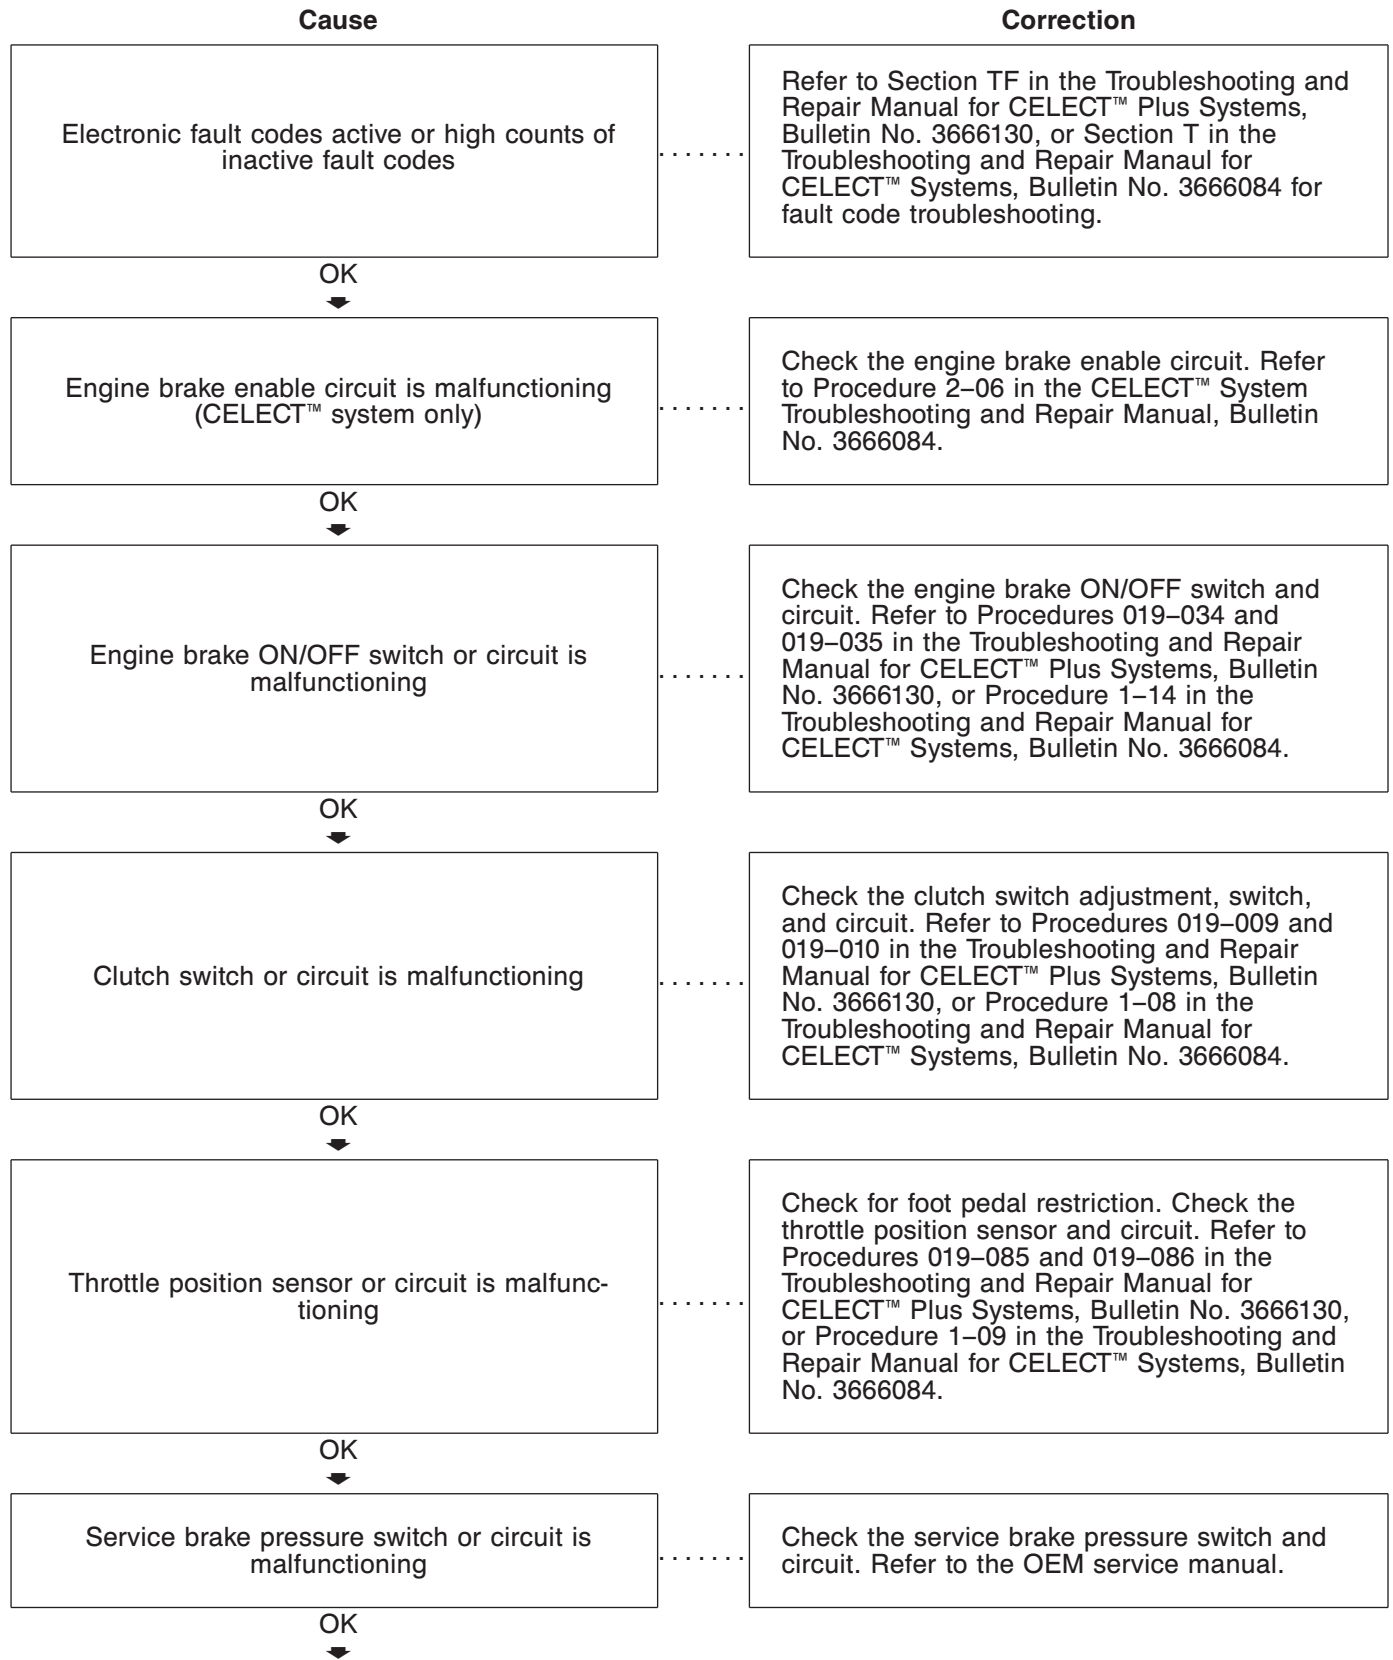 Cause
Correction
Electronic fault codes active or high counts of
inactive fault codes
.......
Refer to Section TF in the Troubleshooting and
Repair Manual for CELECT™ Plus Systems,
Bulletin No. 3666130, or Section T in the
Troubleshooting and Repair Manaul for
CELECT™ Systems, Bulletin No. 3666084 for
fault code troubleshooting.
OK
Engine brake enable circuit is malfunctioning
(CELECT™ system only)
.......
Check the engine brake enable circuit. Refer
to Procedure 2–06 in the CELECT™ System
Troubleshooting and Repair Manual, Bulletin
No. 3666084.
OK
Engine brake ON/OFF switch or circuit is
malfunctioning
.......
Check the engine brake ON/OFF switch and
circuit. Refer to Procedures 019–034 and
019–035 in the Troubleshooting and Repair
Manual for CELECT™ Plus Systems, Bulletin
No. 3666130, or Procedure 1–14 in the
Troubleshooting and Repair Manual for
CELECT™ Systems, Bulletin No. 3666084.
OK
Clutch switch or circuit is malfunctioning
.......
Check the clutch switch adjustment, switch,
and circuit. Refer to Procedures 019–009 and
019–010 in the Troubleshooting and Repair
Manual for CELECT™ Plus Systems, Bulletin
No. 3666130, or Procedure 1–08 in the
Troubleshooting and Repair Manual for
CELECT™ Systems, Bulletin No. 3666084.
OK
Throttle position sensor or circuit is malfunc-
tioning
.......
Check for foot pedal restriction. Check the
throttle position sensor and circuit. Refer to
Procedures 019–085 and 019–086 in the
Troubleshooting and Repair Manual for
CELECT™ Plus Systems, Bulletin No. 3666130,
or Procedure 1–09 in the Troubleshooting and
Repair Manual for CELECT™ Systems, Bulletin
No. 3666084.
OK
Service brake pressure switch or circuit is
malfunctioning
.......
Check the service brake pressure switch and
circuit. Refer to the OEM service manual.
OK